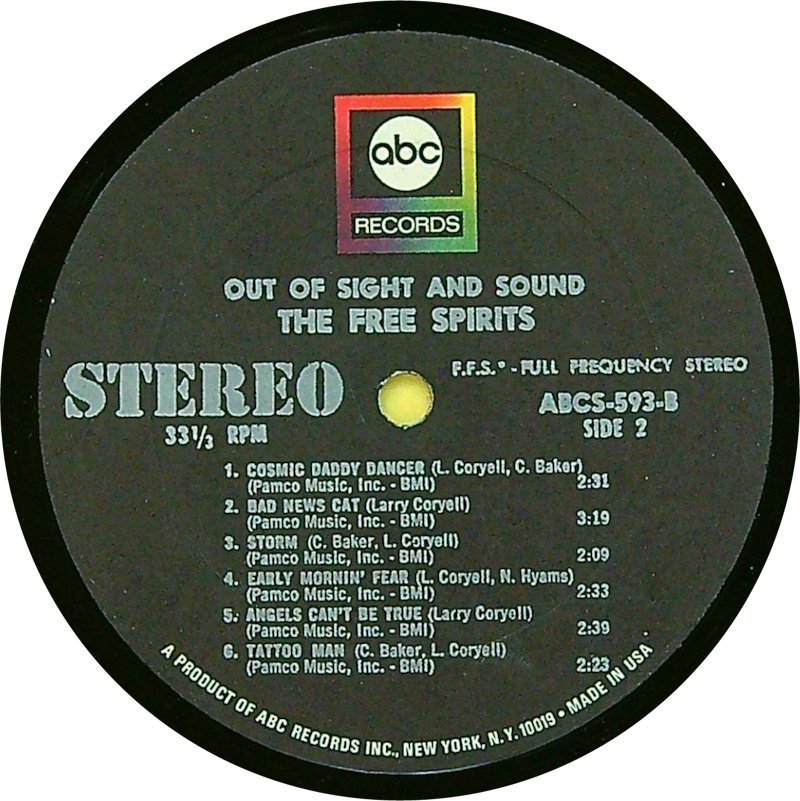 abc
RECORDS
OUT OF SIGHT AND SOUND
THE FREE SPIRITS
STEREO
33 1/3 RPM
F.F.S.® - FULL FREQUENCY STEREO
ABCS-593-B
SIDE 2
1. COSMIC DADDY DANCER (L. Coryell, C. Baker)
(Pamco Music, Inc. - BMI) 2:31
2. BAD NEWS CAT (Larry Coryell)
(Pamco Music, Inc. - BMI) 3:19
3. STORM (C. Baker, L. Coryell)
(Pamco Music, Inc. - BMI) 2:09
4. EARLY MORNIN' FEAR (L. Coryell, N. Hyams)
(Pamco Music, Inc. - BMI) 2:33
5. ANGELS CAN'T BE TRUE (Larry Coryell)
(Pamco Music, Inc. - BMI) 2:39
6. TATTOO MAN (C. Baker, L. Coryell)
(Pamco Music, Inc. - BMI) 2:23
A PRODUCT OF ABC RECORDS INC., NEW YORK, N.Y. 10019 • MADE IN USA